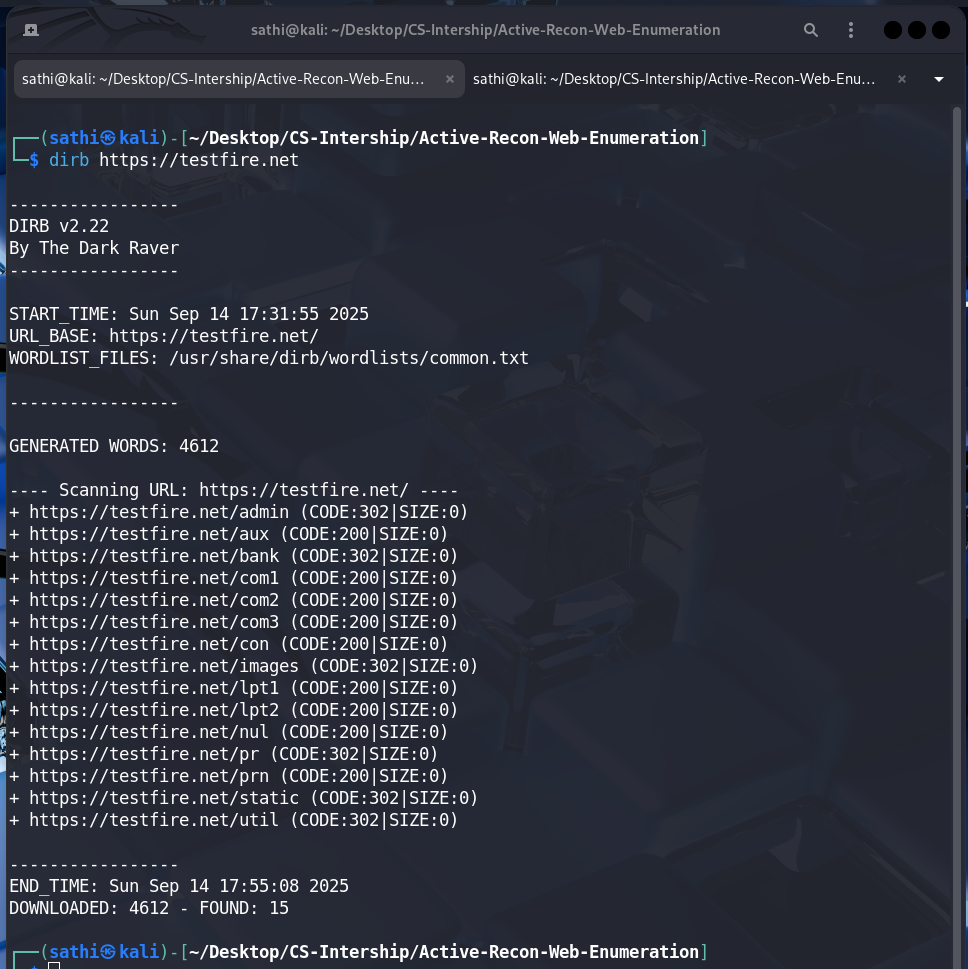 sathi@kali: ~/Desktop/CS-Intership/Active-Recon-Web-Enumeration
sathi@kali: ~/Desktop/CS-Intership/Active-Recon-Web-Enu... × sathi@kali: ~/Desktop/CS-Intership/Active-Recon-Web-Enu... ×
┌──(sathi㉿kali)-[~/Desktop/CS-Intership/Active-Recon-Web-Enumeration]
└─$ dirb https://testfire.net
-----------------
DIRB v2.22
By The Dark Raver
-----------------
START_TIME: Sun Sep 14 17:31:55 2025
URL_BASE: https://testfire.net/
WORDLIST_FILES: /usr/share/dirb/wordlists/common.txt
-----------------
GENERATED WORDS: 4612
---- Scanning URL: https://testfire.net/ ----
+ https://testfire.net/admin (CODE:302|SIZE:0)
+ https://testfire.net/aux (CODE:200|SIZE:0)
+ https://testfire.net/bank (CODE:302|SIZE:0)
+ https://testfire.net/com1 (CODE:200|SIZE:0)
+ https://testfire.net/com2 (CODE:200|SIZE:0)
+ https://testfire.net/com3 (CODE:200|SIZE:0)
+ https://testfire.net/con (CODE:200|SIZE:0)
+ https://testfire.net/images (CODE:302|SIZE:0)
+ https://testfire.net/lpt1 (CODE:200|SIZE:0)
+ https://testfire.net/lpt2 (CODE:200|SIZE:0)
+ https://testfire.net/nul (CODE:200|SIZE:0)
+ https://testfire.net/pr (CODE:302|SIZE:0)
+ https://testfire.net/prn (CODE:200|SIZE:0)
+ https://testfire.net/static (CODE:302|SIZE:0)
+ https://testfire.net/util (CODE:302|SIZE:0)
-----------------
END_TIME: Sun Sep 14 17:55:08 2025
DOWNLOADED: 4612 - FOUND: 15
┌──(sathi㉿kali)-[~/Desktop/CS-Intership/Active-Recon-Web-Enumeration]
└─$